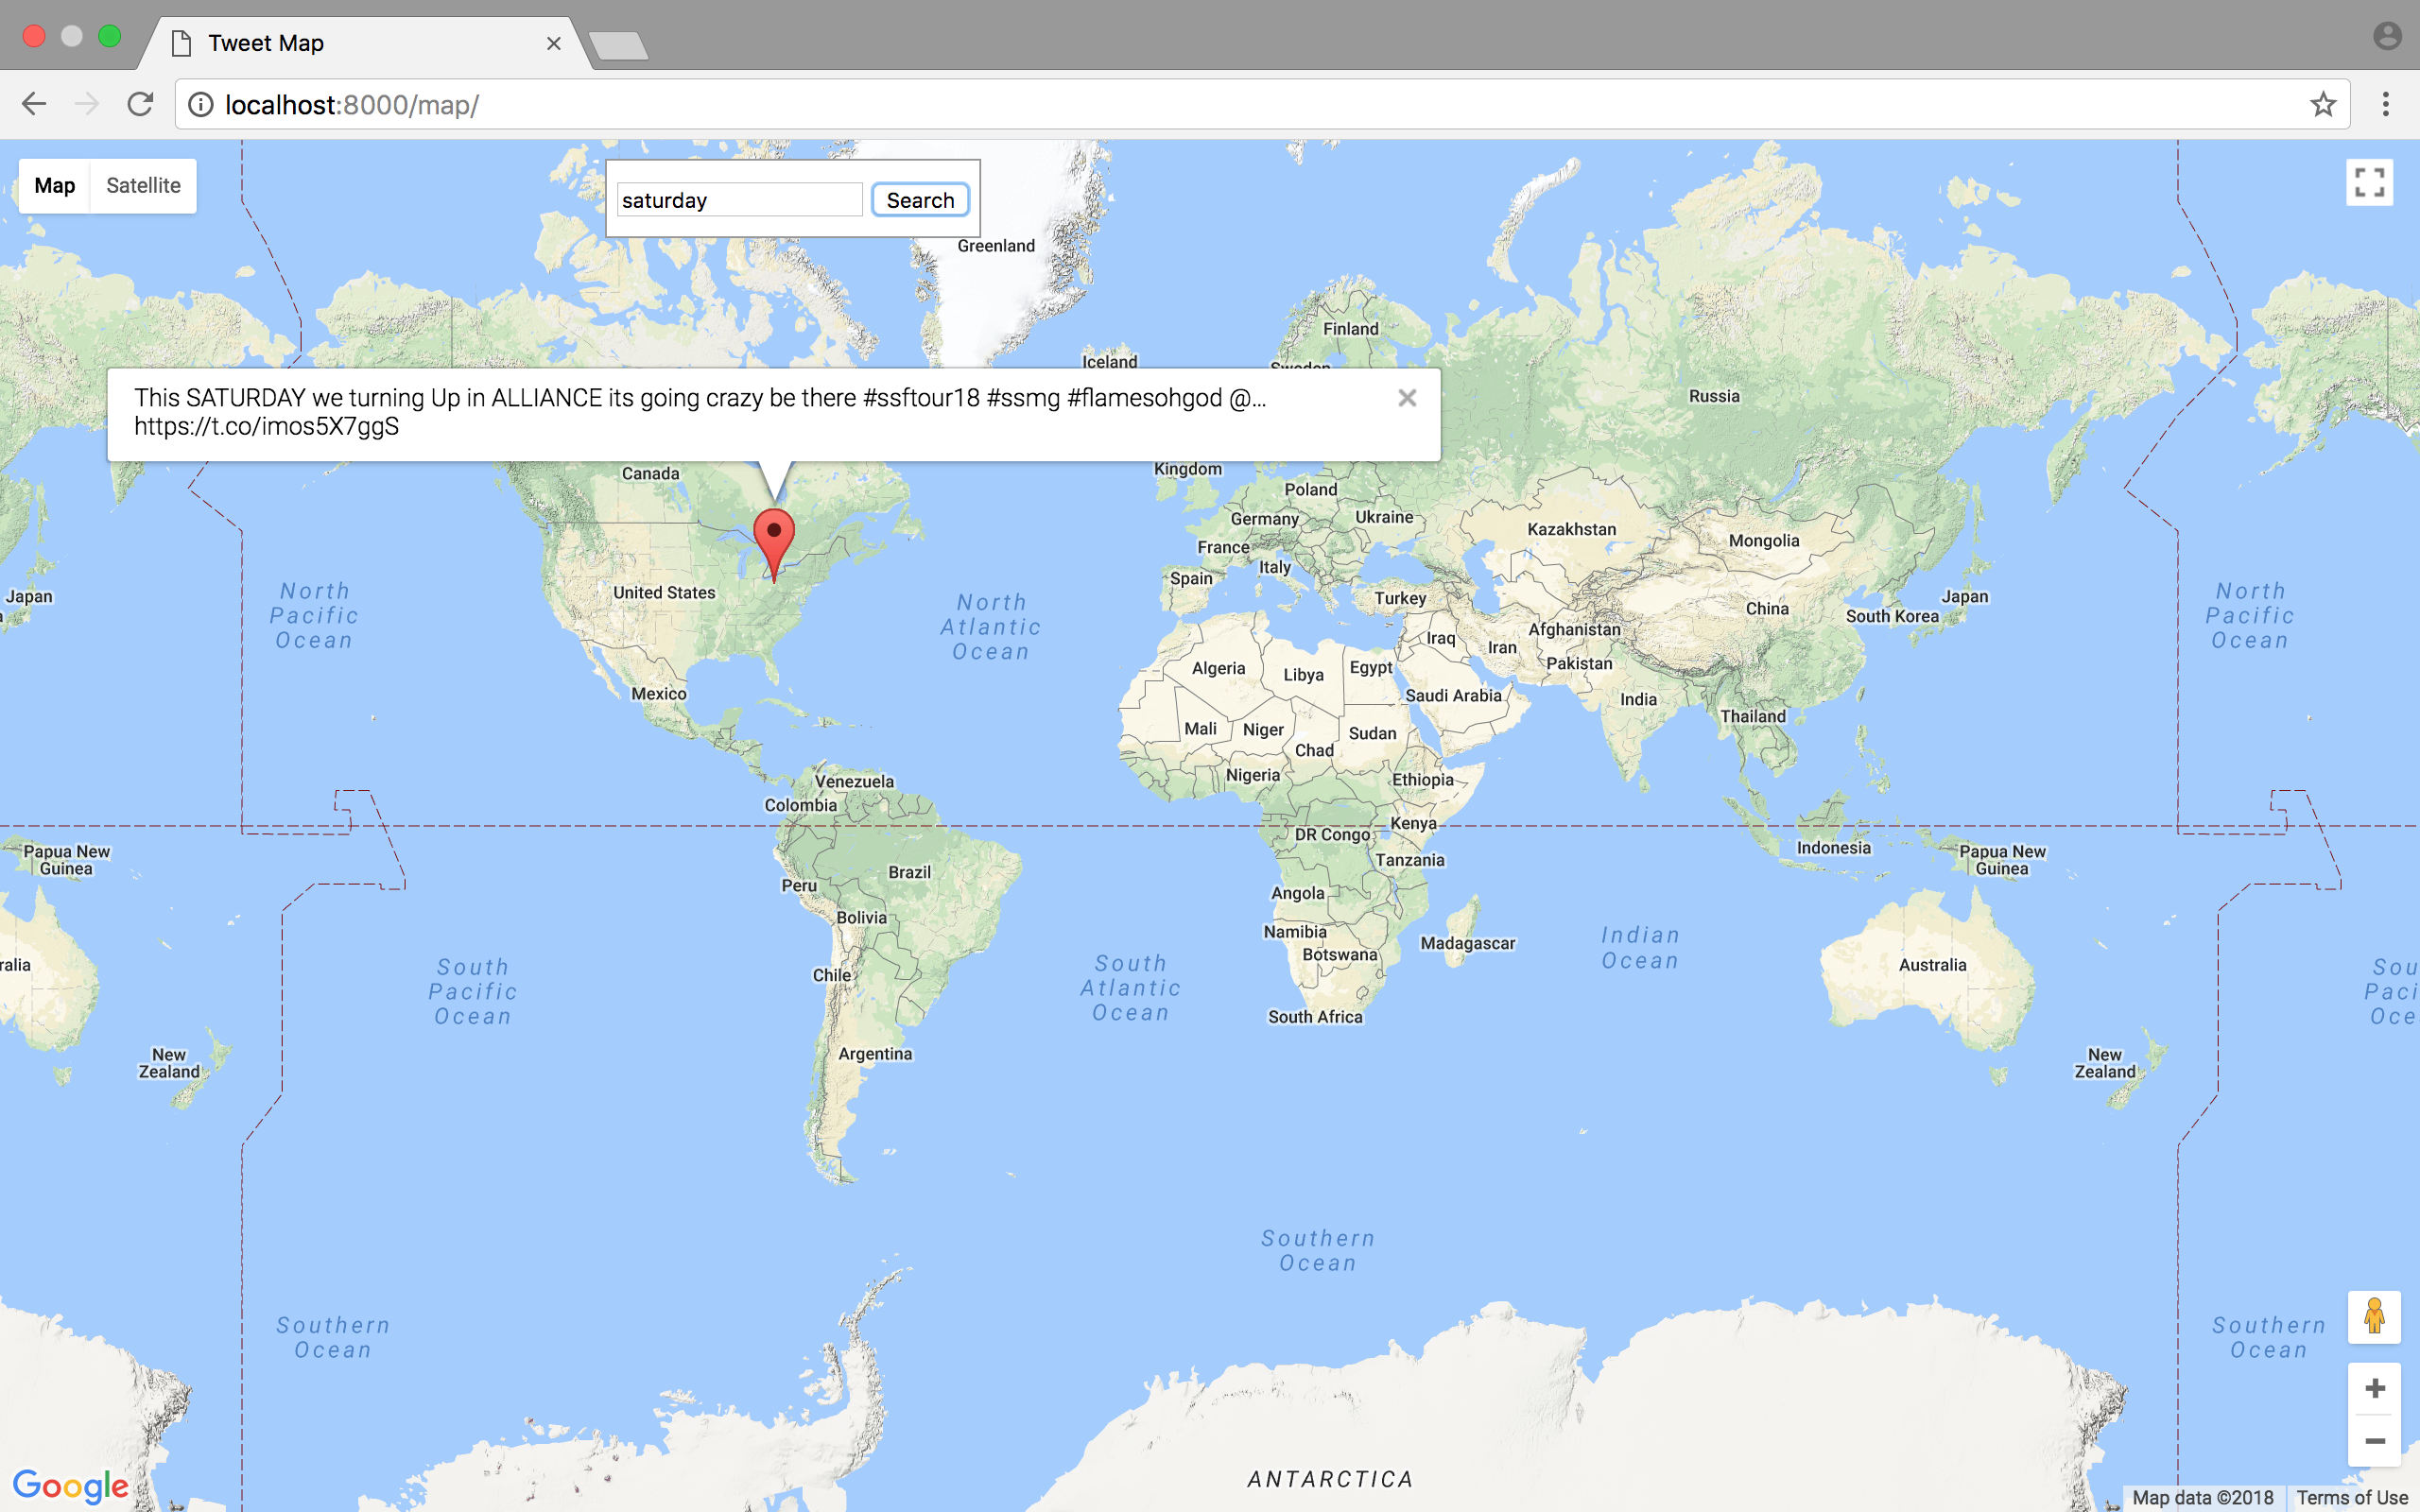 Tweet Map
localhost:8000/map/
Map Satellite
saturday Search
Greenland
Finland
Iceland
Sweden
Russia
This SATURDAY we turning Up in ALLIANCE its going crazy be there #ssftour18 #ssmg #flamesohgod @...
https://t.co/imos5X7ggS
Canada
Kingdom
Poland
Germany
Ukraine
Kazakhstan
Mongolia
France
Italy
Spain
United States
Turkey
China
Japan
Japan
South Korea
North
Pacific
Ocean
North
Atlantic
Ocean
North
Pacific
Ocean
Afghanistan
Iraq
Iran
Pakistan
Algeria
Libya
Egypt
Saudi Arabia
India
Mexico
Thailand
Mali
Niger
Chad
Sudan
Nigeria
Ethiopia
Venezuela
Colombia
DR Congo
Kenya
Tanzania
Indonesia
Papua New
Guinea
Papua New
Guinea
Peru
Brazil
Angola
Bolivia
Namibia
Botswana
Madagascar
Indian
Ocean
Chile
South Africa
Australia
ralia
South
Pacific
Ocean
South
Atlantic
Ocean
Sou
Paci
Oce
Argentina
New
Zealand
New
Zealand
Southern
Ocean
Southern
Ocean
Southern
Ocean
ANTARCTICA
Google
Map data ©2018 Terms of Use